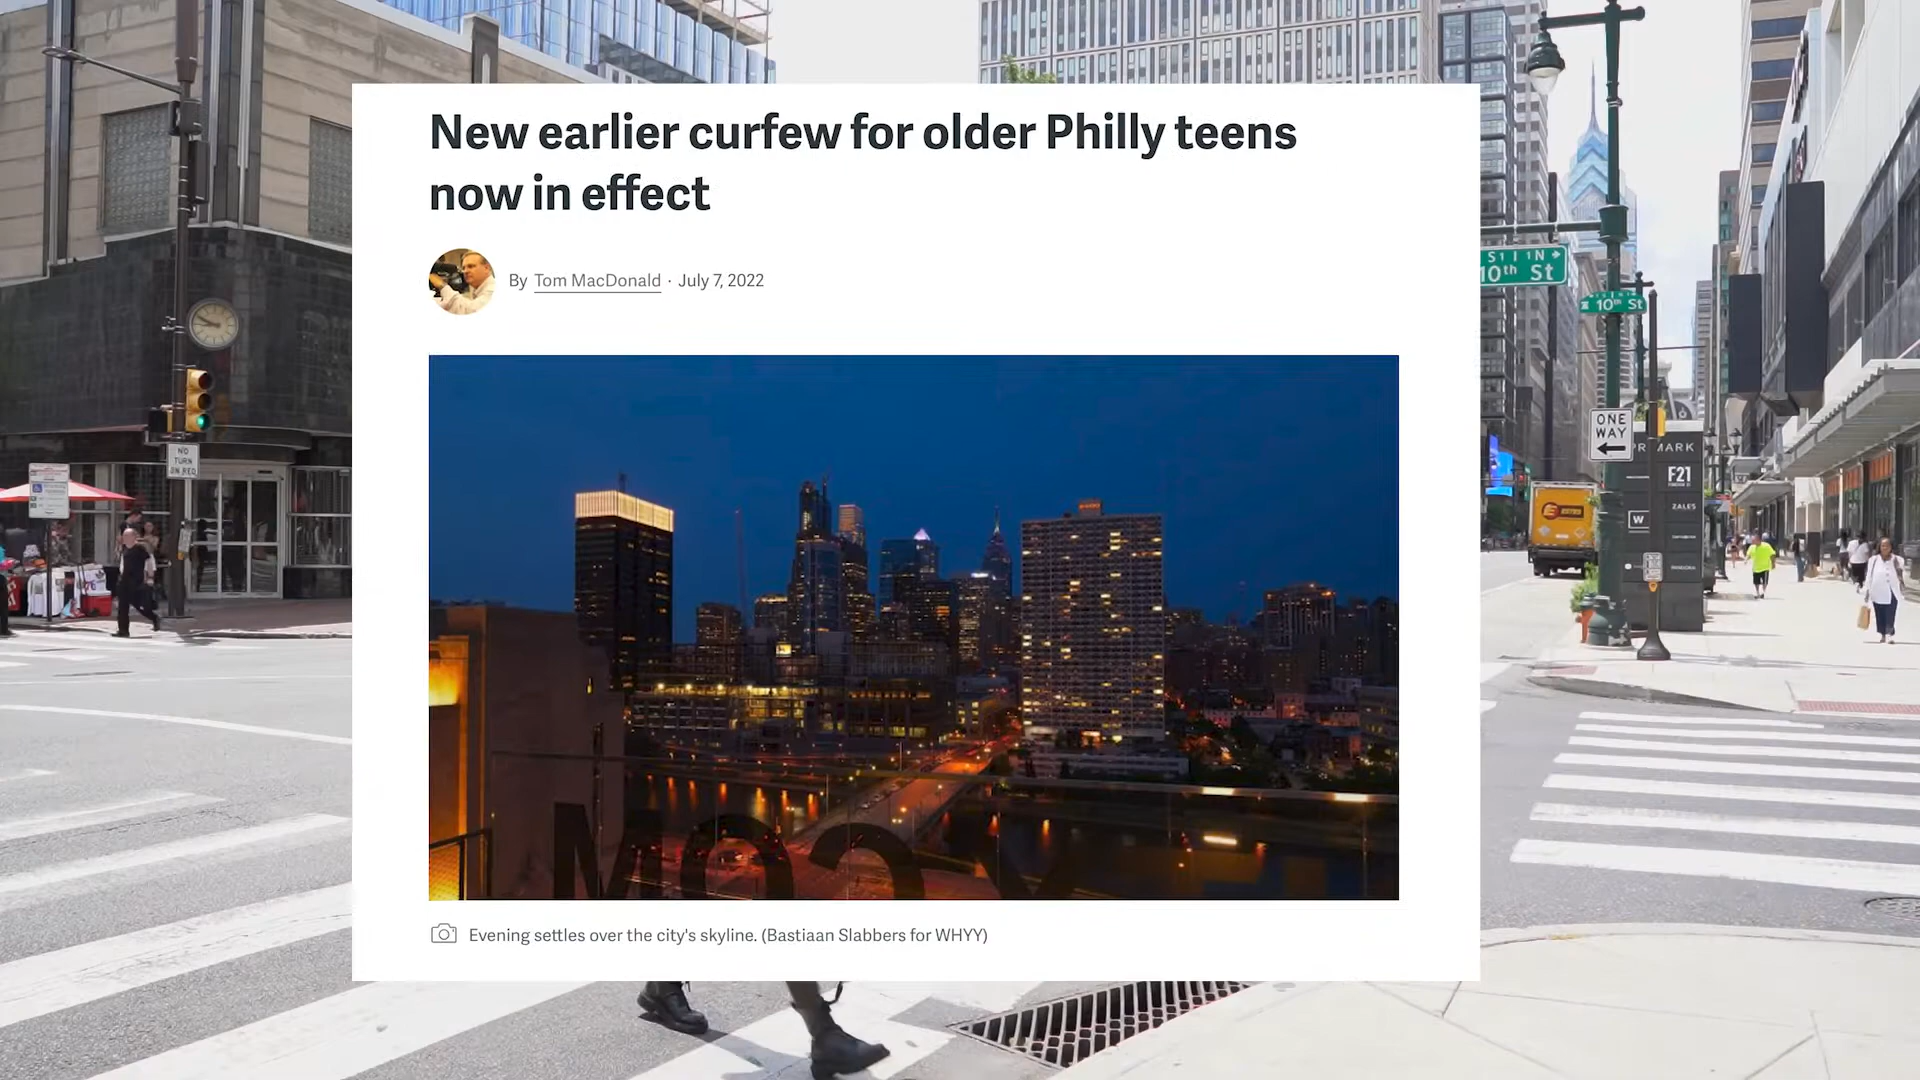 New earlier curfew for older Philly teens
now in effect
By Tom MacDonald · July 7, 2022
Evening settles over the city's skyline. (Bastiaan Slabbers for WHYY)
10th St
10th St
ONE
WAY
NO
TURN
ON RED
F21
ZALES
W